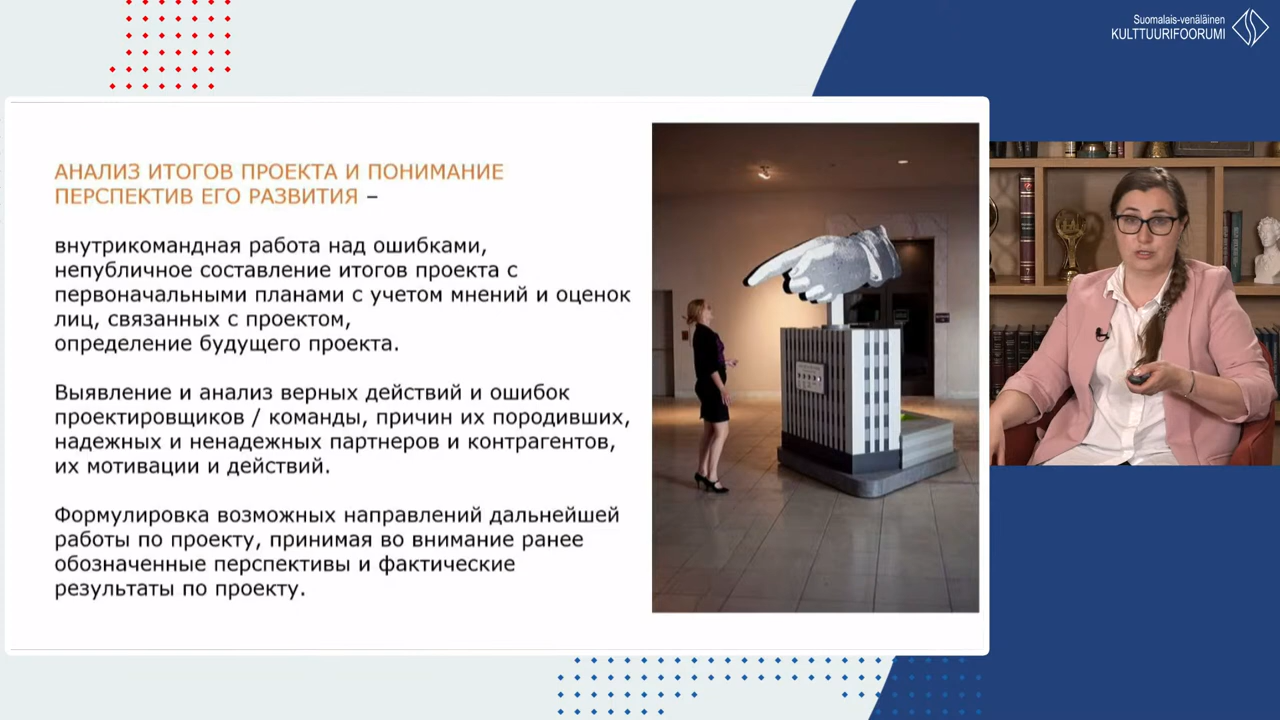 Suomalais-venäläinen
KULTTUURIFOORUMI
АНАЛИЗ ИТОГОВ ПРОЕКТА И ПОНИМАНИЕ
ПЕРСПЕКТИВ ЕГО РАЗВИТИЯ –
внутрикомандная работа над ошибками,
непубличное составление итогов проекта с
первоначальными планами с учетом мнений и оценок
лиц, связанных с проектом,
определение будущего проекта.
Выявление и анализ верных действий и ошибок
проектировщиков / команды, причин их породивших,
надежных и ненадежных партнеров и контрагентов,
их мотивации и действий.
Формулировка возможных направлений дальнейшей
работы по проекту, принимая во внимание ранее
обозначенные перспективы и фактические
результаты по проекту.